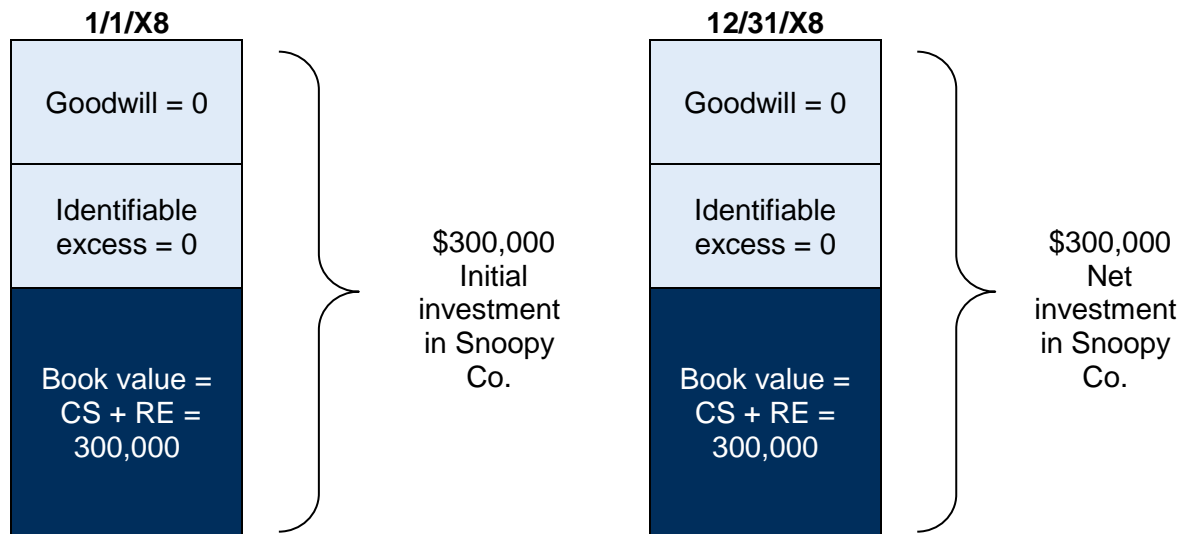 1/1/X8
Goodwill = 0
Identifiable
excess = 0
Book value =
CS + RE =
300,000
$300,000
Initial
investment
in Snoopy
Co.
12/31/X8
Goodwill = 0
Identifiable
excess = 0
Book value =
CS + RE =
300,000
$300,000
Net
investment
in Snoopy
Co.